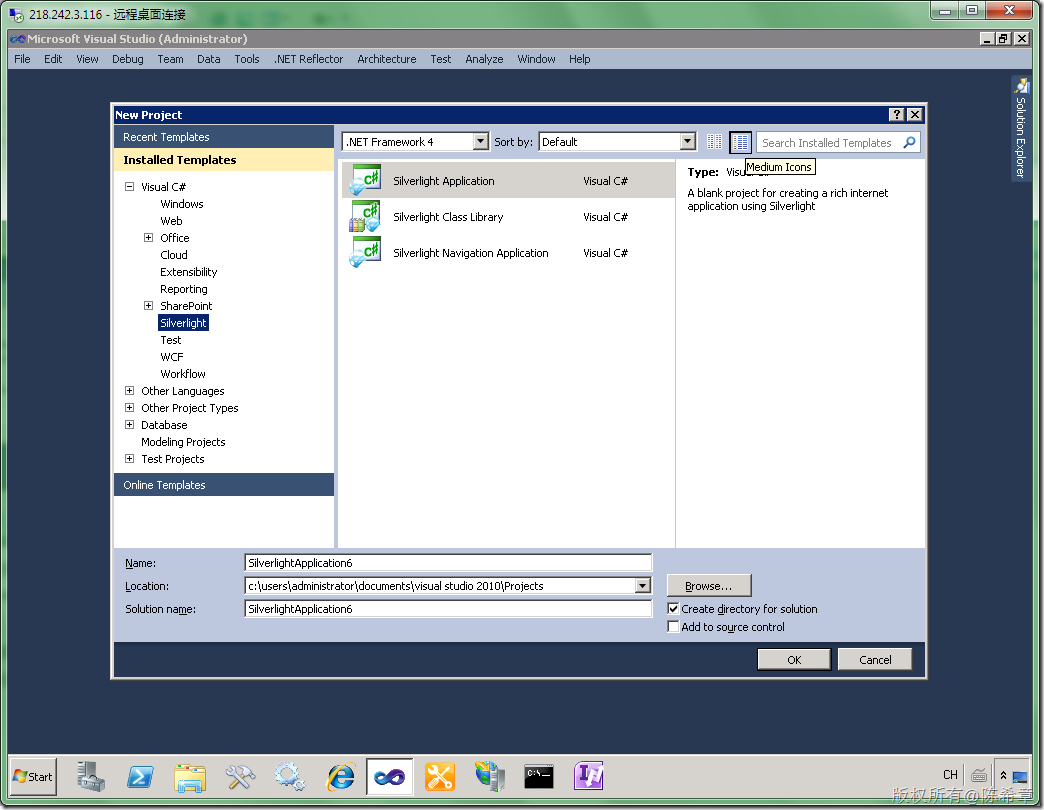 218.242.3.116 - 远程桌面连接
Microsoft Visual Studio (Administrator)
File Edit View Debug Team Data Tools .NET Reflector Architecture Test Analyze Window Help
Solution Explorer
New Project
Recent Templates
Installed Templates
Visual C#
Windows
Web
Office
Cloud
Extensibility
Reporting
SharePoint
Silverlight
Test
WCF
Workflow
Other Languages
Other Project Types
Database
Modeling Projects
Test Projects
Online Templates
.NET Framework 4 Sort by: Default Search Installed Templates
Medium Icons
Silverlight Application Visual C#
Silverlight Class Library Visual C#
Silverlight Navigation Application Visual C#
Type:
A blank project for creating a rich internet
application using Silverlight
Name: SilverlightApplication6
Location: c:\users\administrator\documents\visual studio 2010\Projects Browse...
Solution name: SilverlightApplication6 Create directory for solution
Add to source control
OK Cancel
Start CH
版权所有@陈希章